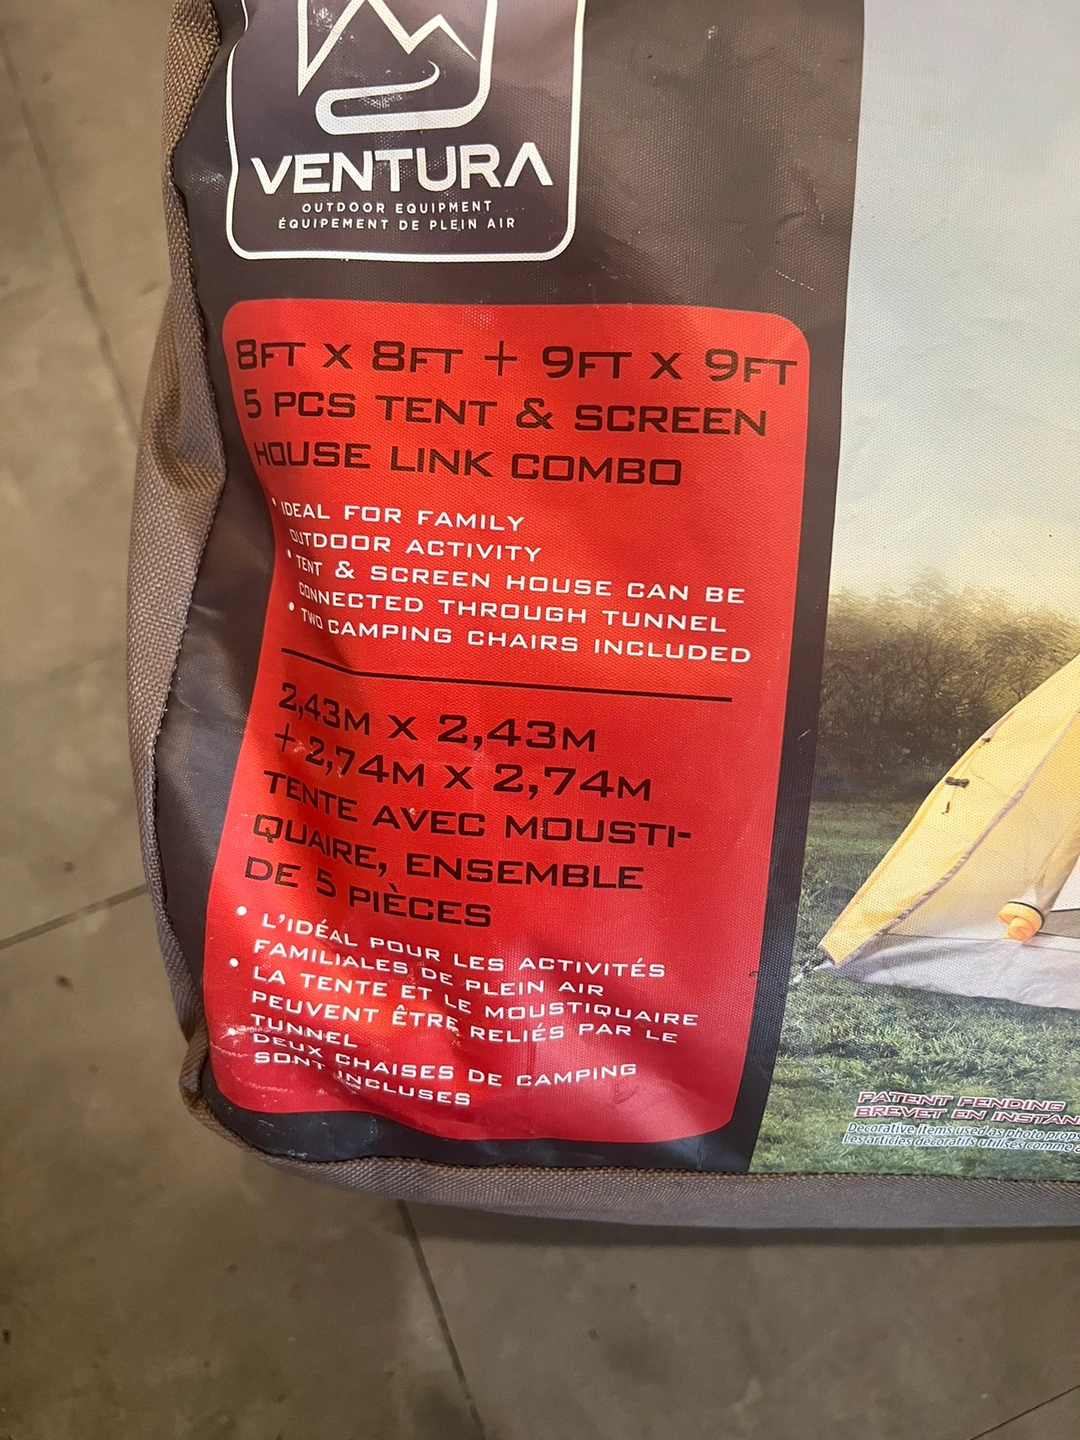 VENTURA
OUTDOOR EQUIPMENT
ÉQUIPEMENT DE PLEIN AIR
8FT X 8FT + 9FT X 9FT
5 PCS TENT & SCREEN
HOUSE LINK COMBO
• IDEAL FOR FAMILY
OUTDOOR ACTIVITY
• TENT & SCREEN HOUSE CAN BE
CONNECTED THROUGH TUNNEL
• TWO CAMPING CHAIRS INCLUDED
2,43M X 2,43M
+ 2,74M X 2,74M
TENTE AVEC MOUSTI-
QUAIRE, ENSEMBLE
DE 5 PIÈCES
• L'IDÉAL POUR LES ACTIVITÉS
FAMILIALES DE PLEIN AIR
• LA TENTE ET LE MOUSTIQUAIRE
PEUVENT ÊTRE RELIÉS PAR LE
TUNNEL
• DEUX CHAISES DE CAMPING
SONT INCLUSES
PATENT PENDING
BREVET EN INSTAN
Decorative items used as photo props
Les articles décoratifs utilisés comme